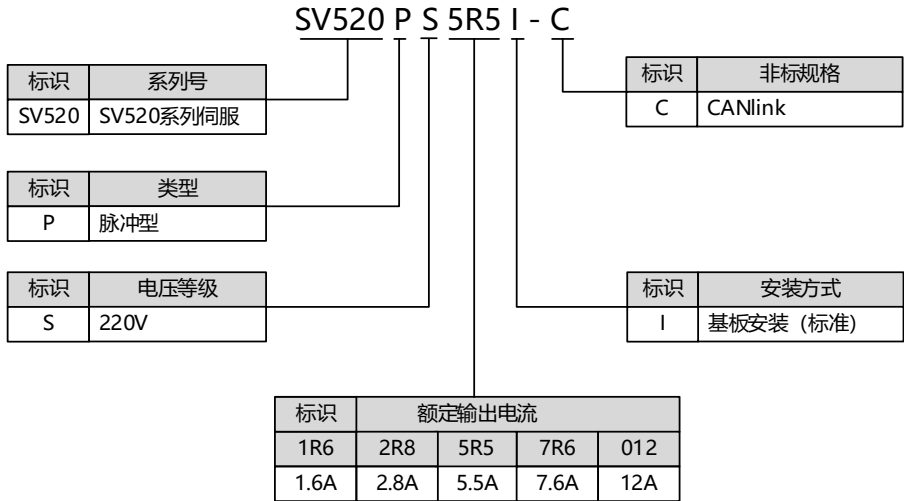 SV520 P S 5R5 I - C
标识 系列号
SV520 SV520系列伺服
标识 非标规格
C CANlink
标识 类型
P 脉冲型
标识 电压等级
S 220V
标识 安装方式
I 基板安装（标准）
标识 额定输出电流
1R6 2R8 5R5 7R6 012
1.6A 2.8A 5.5A 7.6A 12A